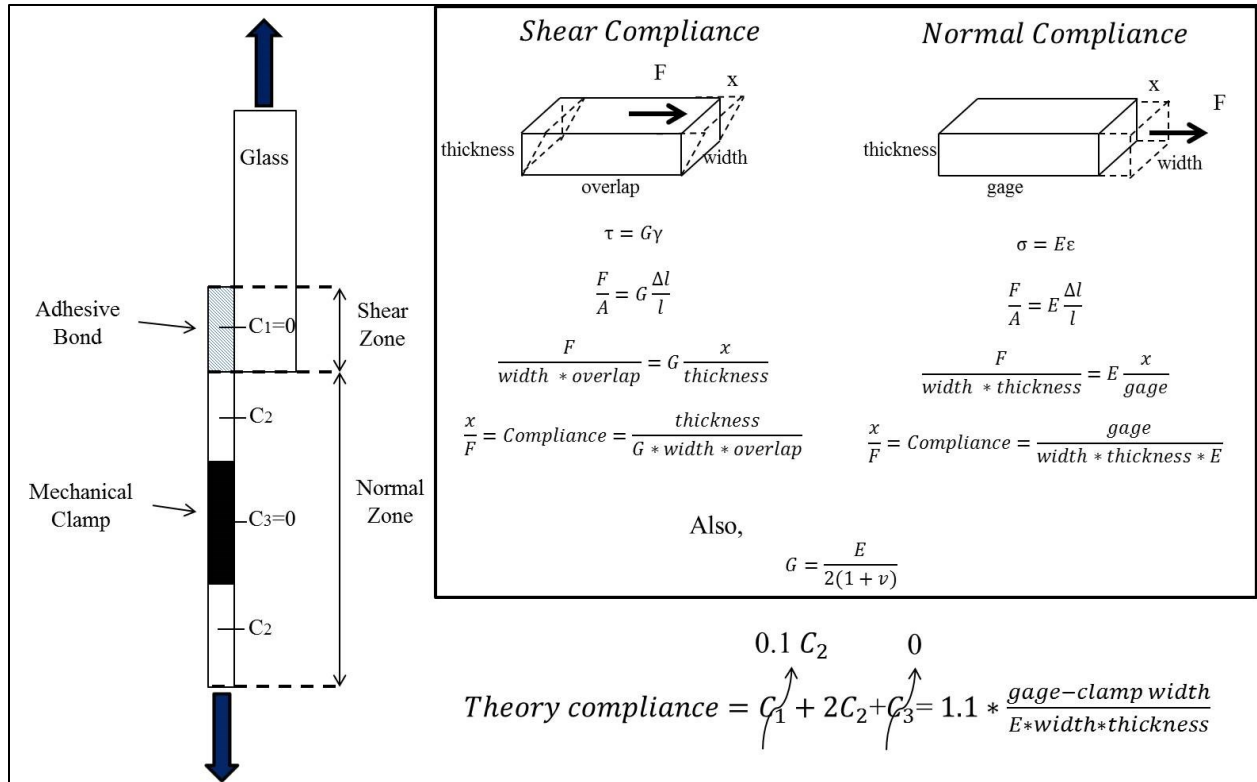 Glass
Adhesive
Bond
C₁=0
Shear
Zone
C₂
Mechanical
Clamp
C₃=0
Normal
Zone
C₂
Shear Compliance
F
x
thickness
width
overlap
τ = Gγ
F/A = G Δl/l
F/(width * overlap) = G x/thickness
x/F = Compliance = thickness/(G * width * overlap)
Normal Compliance
x
F
thickness
width
gage
σ = Eε
F/A = E Δl/l
F/(width * thickness) = E x/gage
x/F = Compliance = gage/(width * thickness * E)
Also,
G = E/(2(1 + v))
0.1 C₂ 0
Theory compliance = C₁ + 2C₂+C₃= 1.1 * (gage−clamp width)/(E*width*thickness)